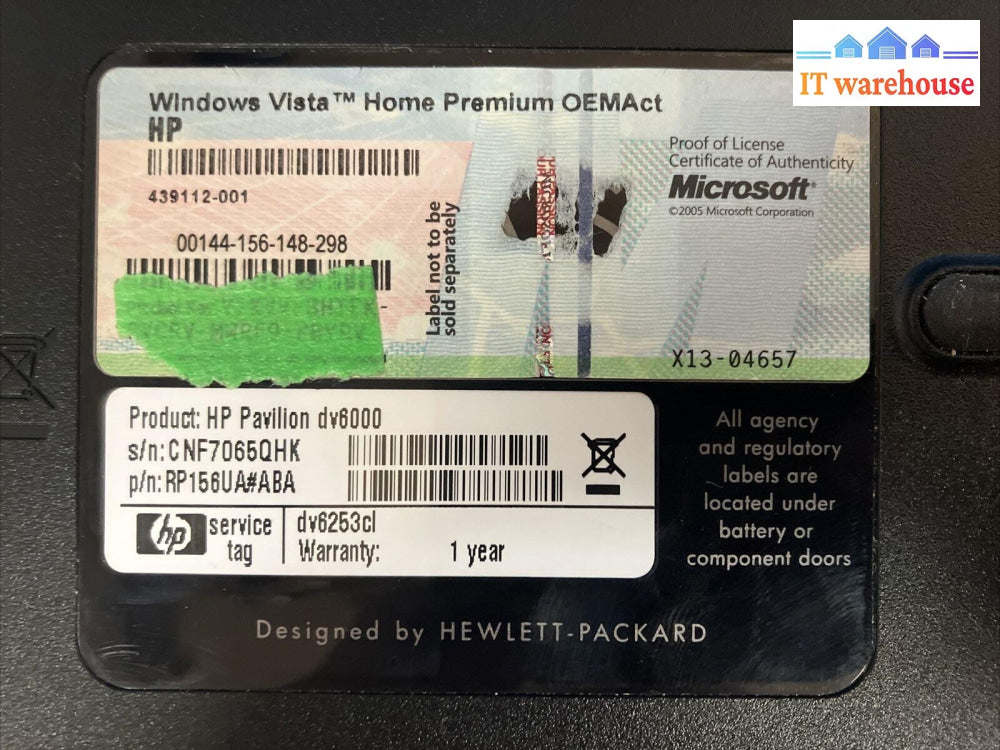 IT warehouse
Windows Vista™ Home Premium OEMAct
HP
439112-001
00144-156-148-298
Label not to be
sold separately
Proof of License
Certificate of Authenticity
Microsoft®
©2005 Microsoft Corporation
X13-04657
Product: HP Pavilion dv6000
s/n: CNF7065QHK
p/n: RP156UA#ABA
hp service
tag
dv6253cl
Warranty: 1 year
All agency
and regulatory
labels are
located under
battery or
component doors
Designed by HEWLETT-PACKARD